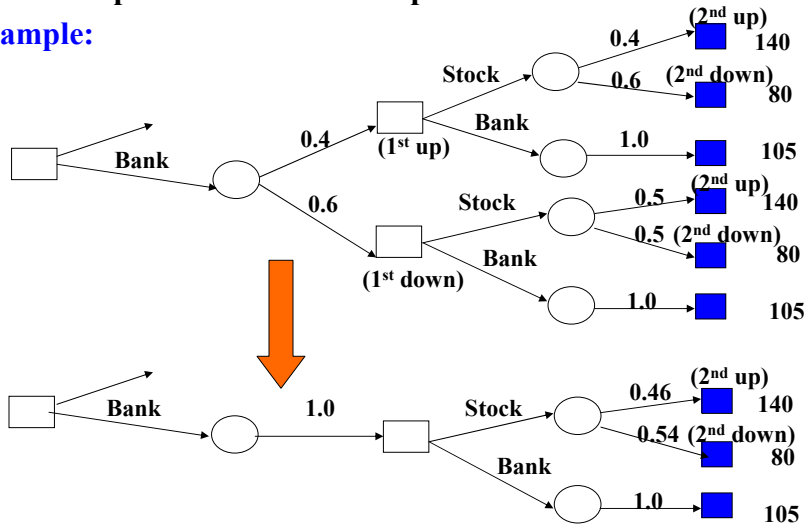 ample:
(2nd up)
0.4
140
Stock
(2nd down)
0.6
80
Bank
1.0
0.4
(1st up)
105
Bank
(2nd up)
0.5
140
0.6
Stock
0.5 (2nd down)
80
Bank
(1st down)
1.0
105
(2nd up)
0.46
140
Bank
1.0
Stock
0.54 (2nd down)
80
Bank
1.0
105